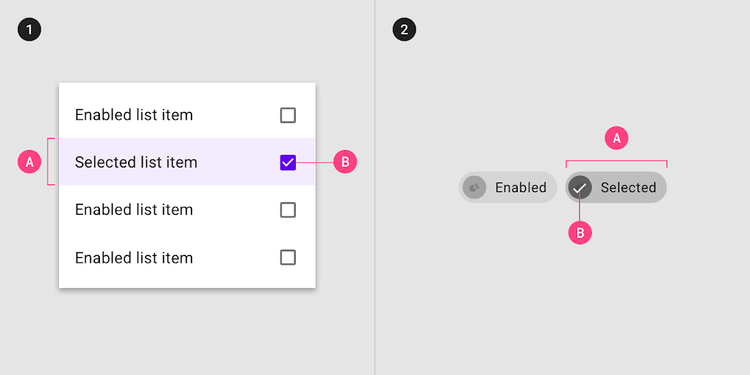 1
Enabled list item
A
Selected list item
B
Enabled list item
Enabled list item
2
A
Enabled
Selected
B